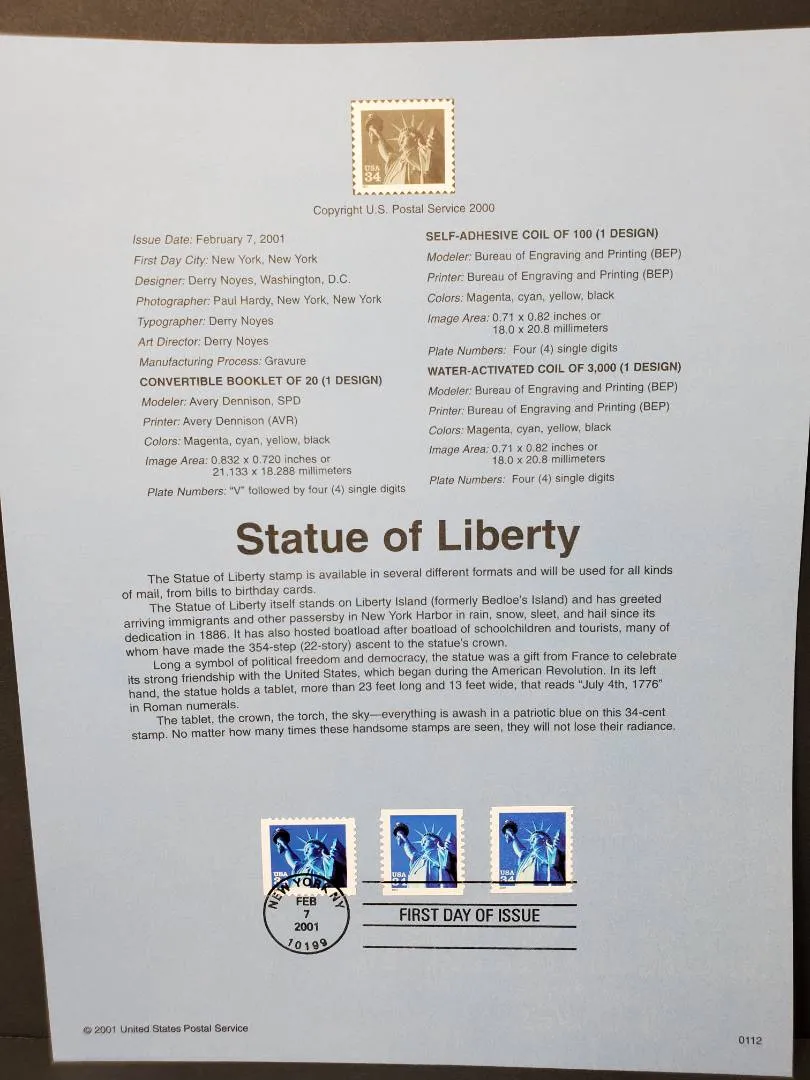 USA
34
Copyright U.S. Postal Service 2000
Issue Date: February 7, 2001
First Day City: New York, New York
Designer: Derry Noyes, Washington, D.C.
Photographer: Paul Hardy, New York, New York
Typographer: Derry Noyes
Art Director: Derry Noyes
Manufacturing Process: Gravure
CONVERTIBLE BOOKLET OF 20 (1 DESIGN)
Modeler: Avery Dennison, SPD
Printer: Avery Dennison (AVR)
Colors: Magenta, cyan, yellow, black
Image Area: 0.832 x 0.720 inches or
21.133 x 18.288 millimeters
Plate Numbers: “V” followed by four (4) single digits
SELF-ADHESIVE COIL OF 100 (1 DESIGN)
Modeler: Bureau of Engraving and Printing (BEP)
Printer: Bureau of Engraving and Printing (BEP)
Colors: Magenta, cyan, yellow, black
Image Area: 0.71 x 0.82 inches or
18.0 x 20.8 millimeters
Plate Numbers: Four (4) single digits
WATER-ACTIVATED COIL OF 3,000 (1 DESIGN)
Modeler: Bureau of Engraving and Printing (BEP)
Printer: Bureau of Engraving and Printing (BEP)
Colors: Magenta, cyan, yellow, black
Image Area: 0.71 x 0.82 inches or
18.0 x 20.8 millimeters
Plate Numbers: Four (4) single digits
Statue of Liberty
The Statue of Liberty stamp is available in several different formats and will be used for all kinds
of mail, from bills to birthday cards.
The Statue of Liberty itself stands on Liberty Island (formerly Bedloe's Island) and has greeted
arriving immigrants and other passersby in New York Harbor in rain, snow, sleet, and hail since its
dedication in 1886. It has also hosted boatload after boatload of schoolchildren and tourists, many of
whom have made the 354-step (22-story) ascent to the statue's crown.
Long a symbol of political freedom and democracy, the statue was a gift from France to celebrate
its strong friendship with the United States, which began during the American Revolution. In its left
hand, the statue holds a tablet, more than 23 feet long and 13 feet wide, that reads “July 4th, 1776”
in Roman numerals.
The tablet, the crown, the torch, the sky—everything is awash in a patriotic blue on this 34-cent
stamp. No matter how many times these handsome stamps are seen, they will not lose their radiance.
USA
USA
34
USA
34
NEW YORK NY
FEB
7
2001
10199
FIRST DAY OF ISSUE
© 2001 United States Postal Service
0112